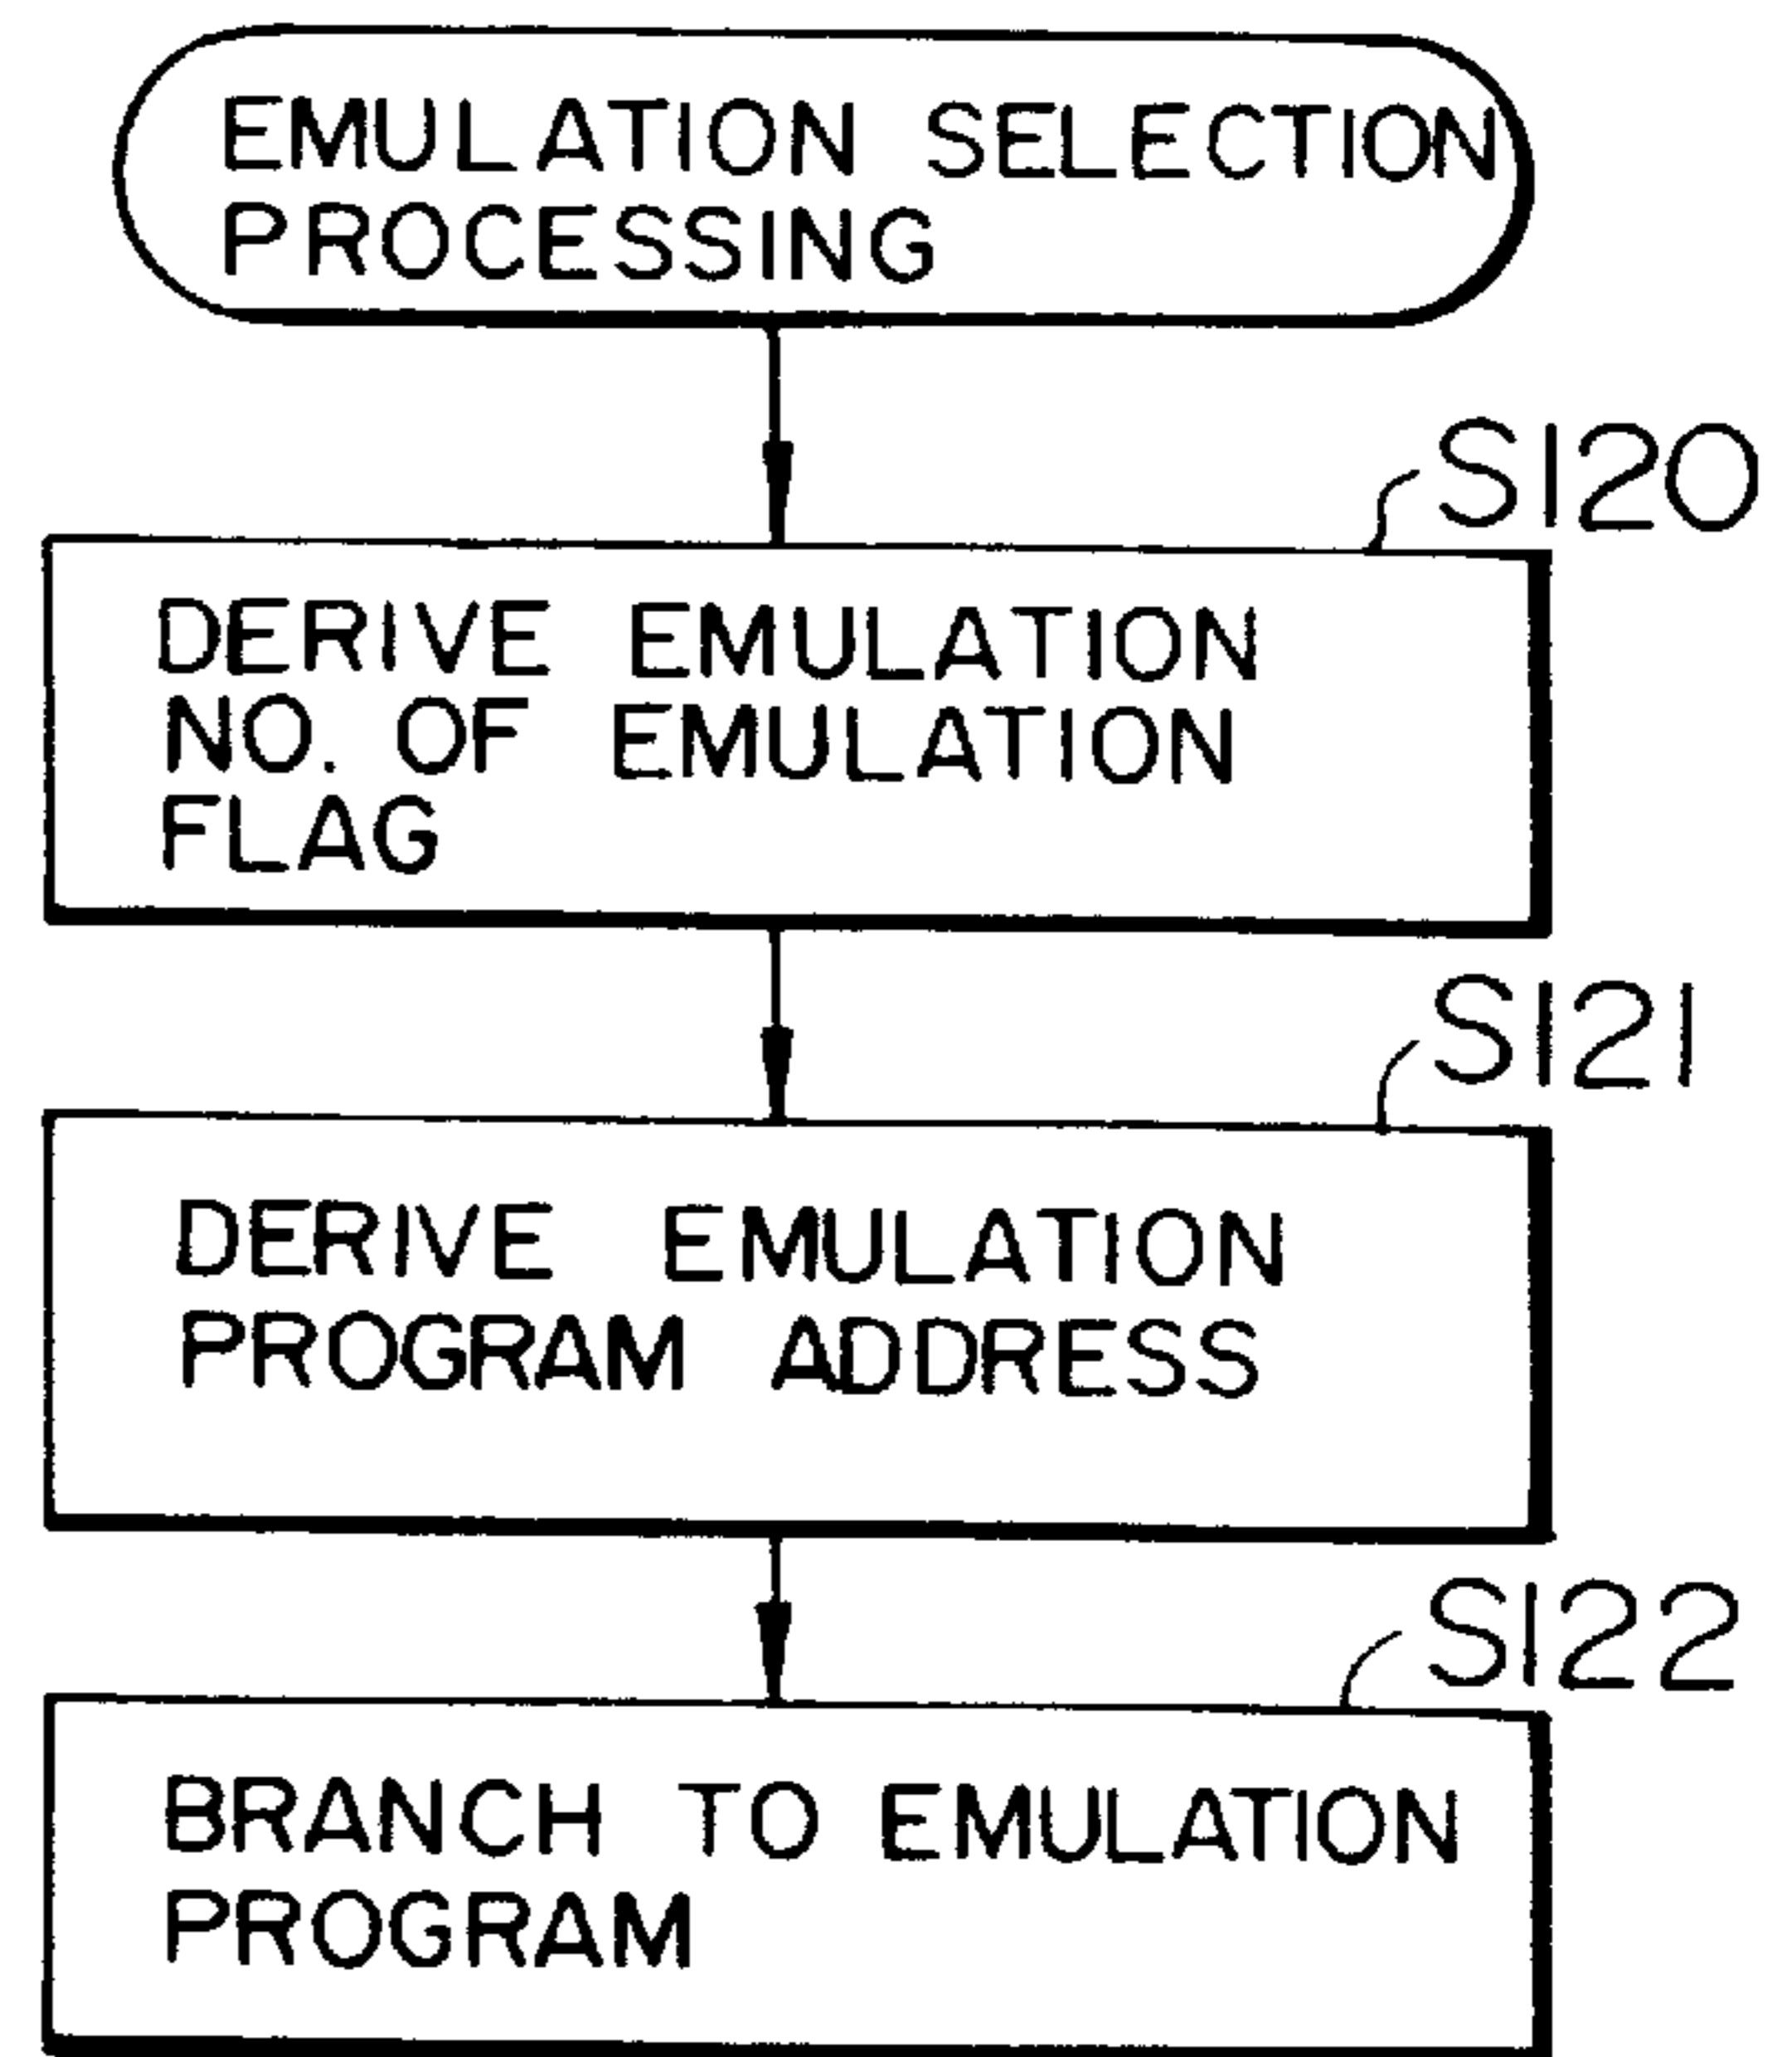 EMULATION SELECTION
PROCESSING
S120
DERIVE EMULATION
NO. OF EMULATION
FLAG
S121
DERIVE EMULATION
PROGRAM ADDRESS
S122
BRANCH TO EMULATION
PROGRAM